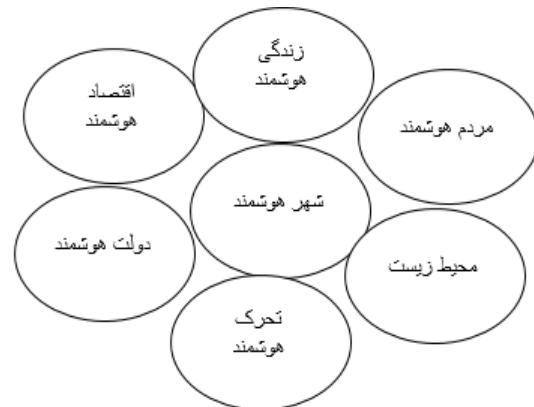 زندگی
هوشمند
اقتصاد
هوشمند
مردم هوشمند
شهر هوشمند
دولت هوشمند
محیط زیست
تحرک
هوشمند